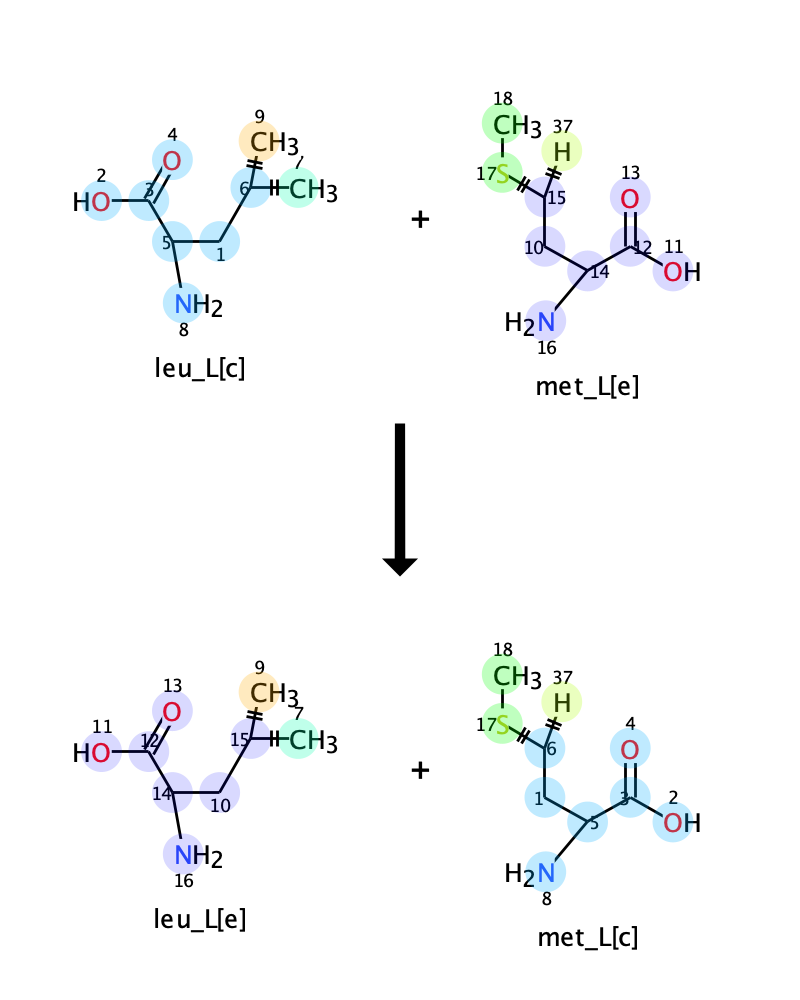 18
9 CH3 37
4 CH3 H
O 7 17 S 13
2 3 6 CH3 15 O
HO + 10 12 11
5 1 14 OH
NH2 H2N
8 16
leu_L[c] met_L[e]
18
9 CH3 37
13 CH3 H
O 7 17 S 4
11 12 15 CH3 6 O
HO + 1 3 2
14 10 5 OH
NH2 H2N
16 8
leu_L[e] met_L[c]